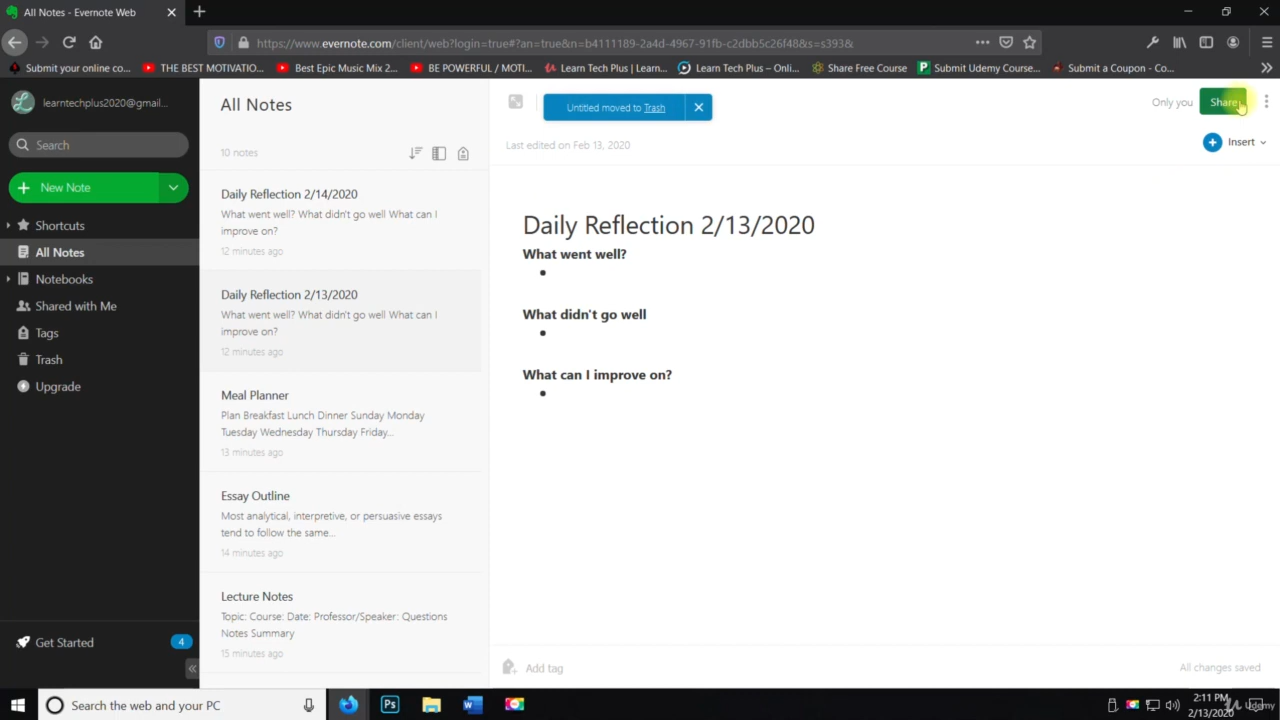 All Notes - Evernote Web
https://www.evernote.com/client/web?login=true#?an=true&n=b4111189-2a4d-4967-91fb-c2dbb5c26f48&s=s393&
Submit your online co...
THE BEST MOTIVATIO...
Best Epic Music Mix 2...
BE POWERFUL / MOTI...
Learn Tech Plus | Learn...
Learn Tech Plus – Onli...
Share Free Course
Submit Udemy Course...
Submit a Coupon - Co...
learntechplus2020@gmail...
Search
New Note
Shortcuts
All Notes
Notebooks
Shared with Me
Tags
Trash
Upgrade
Get Started
4
All Notes
10 notes
Daily Reflection 2/14/2020
What went well? What didn't go well What can I
improve on?
12 minutes ago
Daily Reflection 2/13/2020
What went well? What didn't go well What can I
improve on?
12 minutes ago
Meal Planner
Plan Breakfast Lunch Dinner Sunday Monday
Tuesday Wednesday Thursday Friday...
13 minutes ago
Essay Outline
Most analytical, interpretive, or persuasive essays
tend to follow the same...
14 minutes ago
Lecture Notes
Topic: Course: Date: Professor/Speaker: Questions
Notes Summary
15 minutes ago
Untitled moved to Trash
Only you
Share
Last edited on Feb 13, 2020
Insert
Daily Reflection 2/13/2020
What went well?
What didn't go well
What can I improve on?
Add tag
All changes saved
Search the web and your PC
Ps
2:11 PM
2/13/2020
Udemy